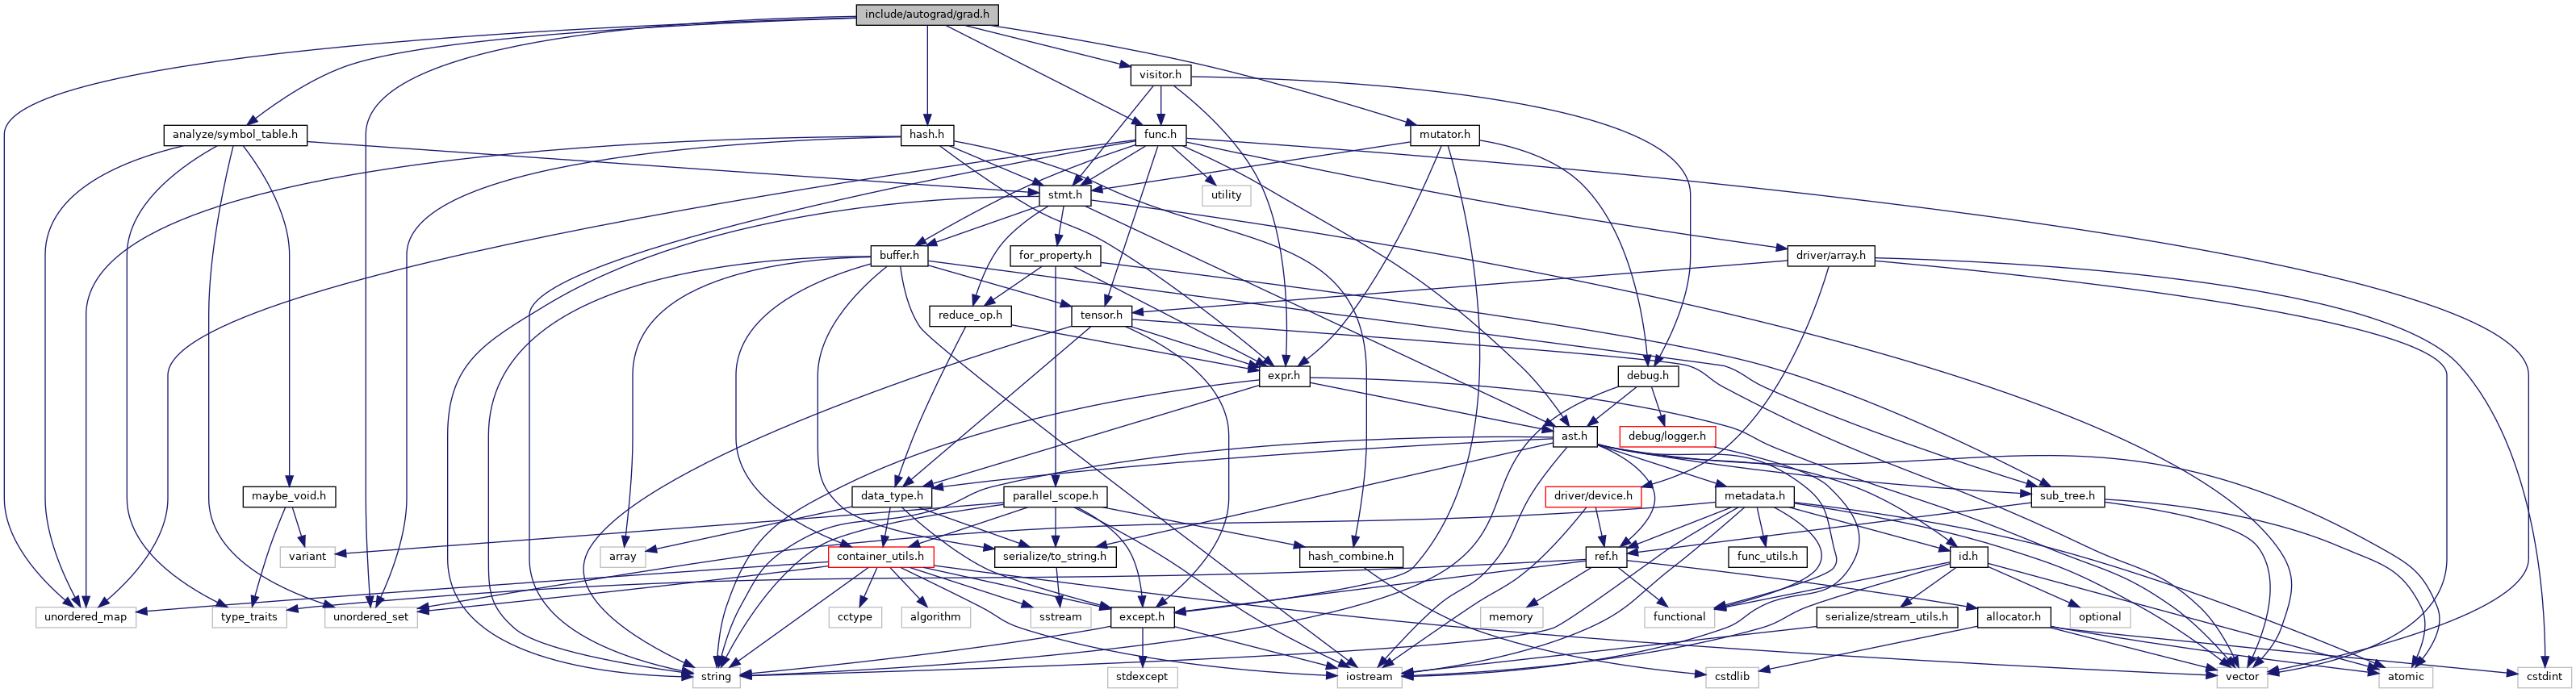 include/autograd/grad.h
visitor.h
analyze/symbol_table.h
hash.h
func.h
mutator.h
stmt.h
utility
buffer.h
for_property.h
driver/array.h
reduce_op.h
tensor.h
expr.h
debug.h
ast.h
debug/logger.h
maybe_void.h
data_type.h
parallel_scope.h
driver/device.h
metadata.h
sub_tree.h
variant
array
container_utils.h
serialize/to_string.h
hash_combine.h
ref.h
func_utils.h
id.h
unordered_map
type_traits
unordered_set
cctype
algorithm
sstream
except.h
memory
functional
serialize/stream_utils.h
allocator.h
optional
string
stdexcept
iostream
cstdlib
vector
atomic
cstdint